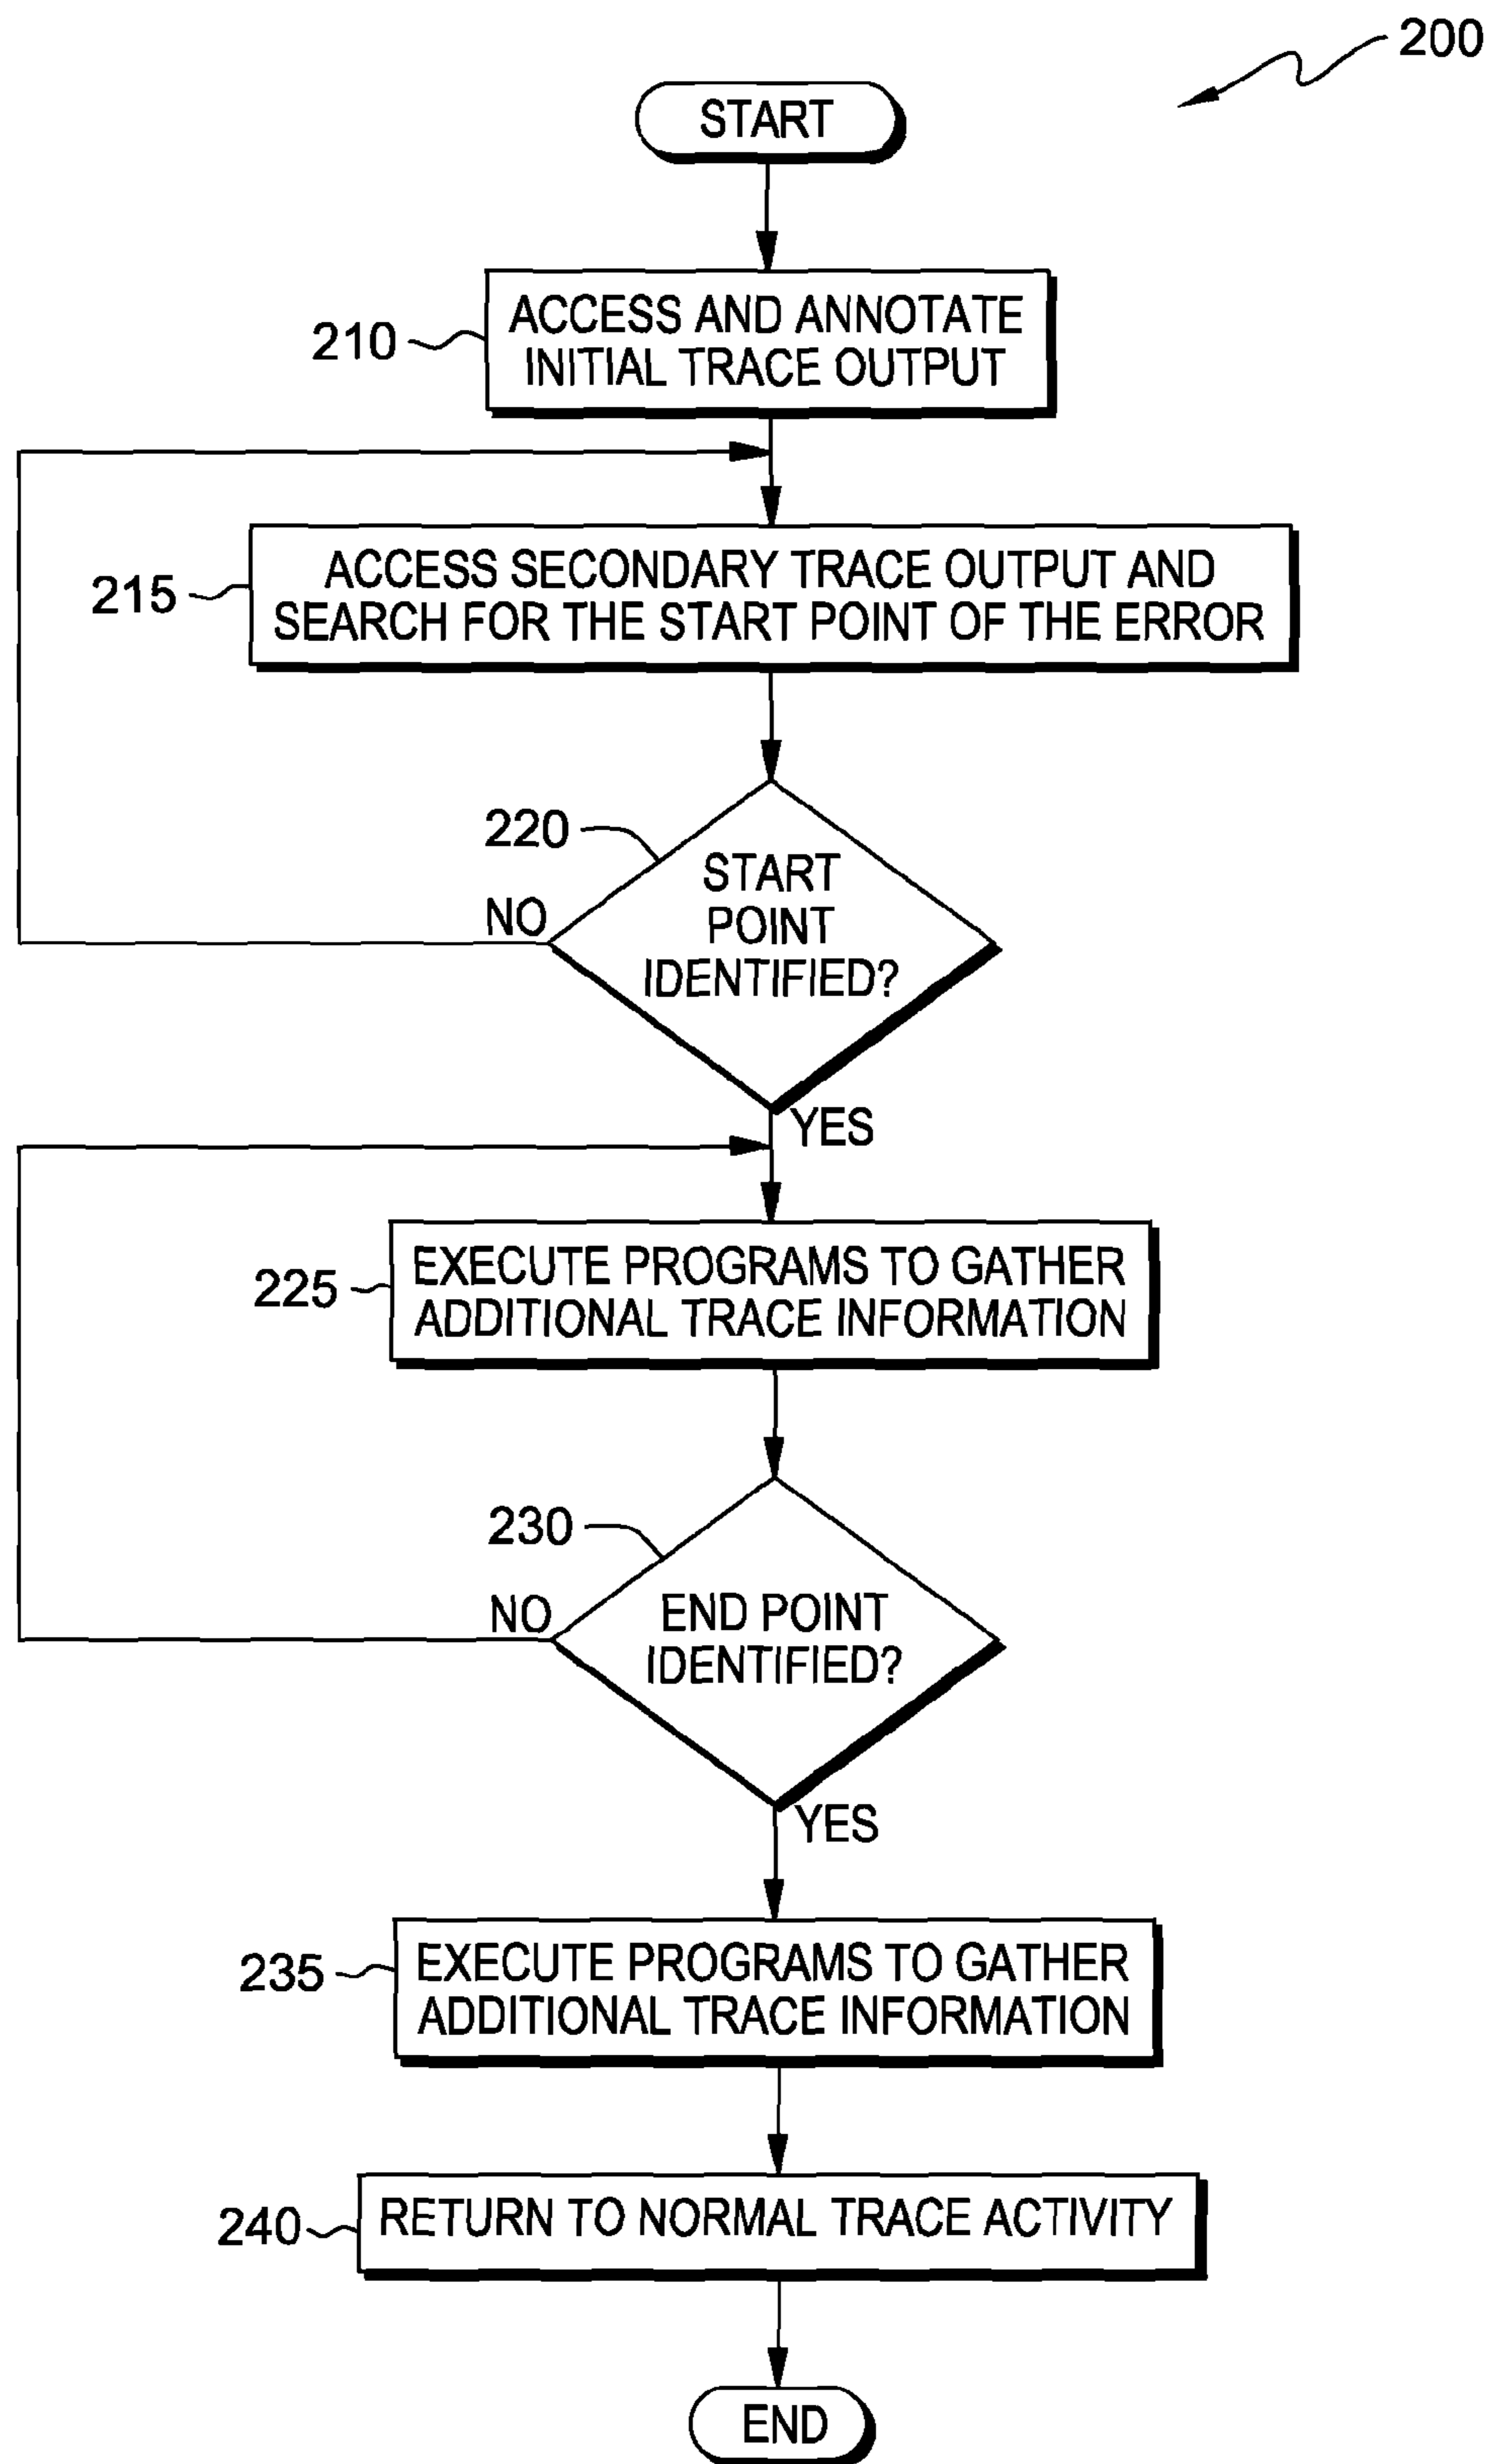 200
START
210
ACCESS AND ANNOTATE
INITIAL TRACE OUTPUT
215
ACCESS SECONDARY TRACE OUTPUT AND
SEARCH FOR THE START POINT OF THE ERROR
220
START
POINT
IDENTIFIED?
NO
YES
225
EXECUTE PROGRAMS TO GATHER
ADDITIONAL TRACE INFORMATION
230
END POINT
IDENTIFIED?
NO
YES
235
EXECUTE PROGRAMS TO GATHER
ADDITIONAL TRACE INFORMATION
240
RETURN TO NORMAL TRACE ACTIVITY
END